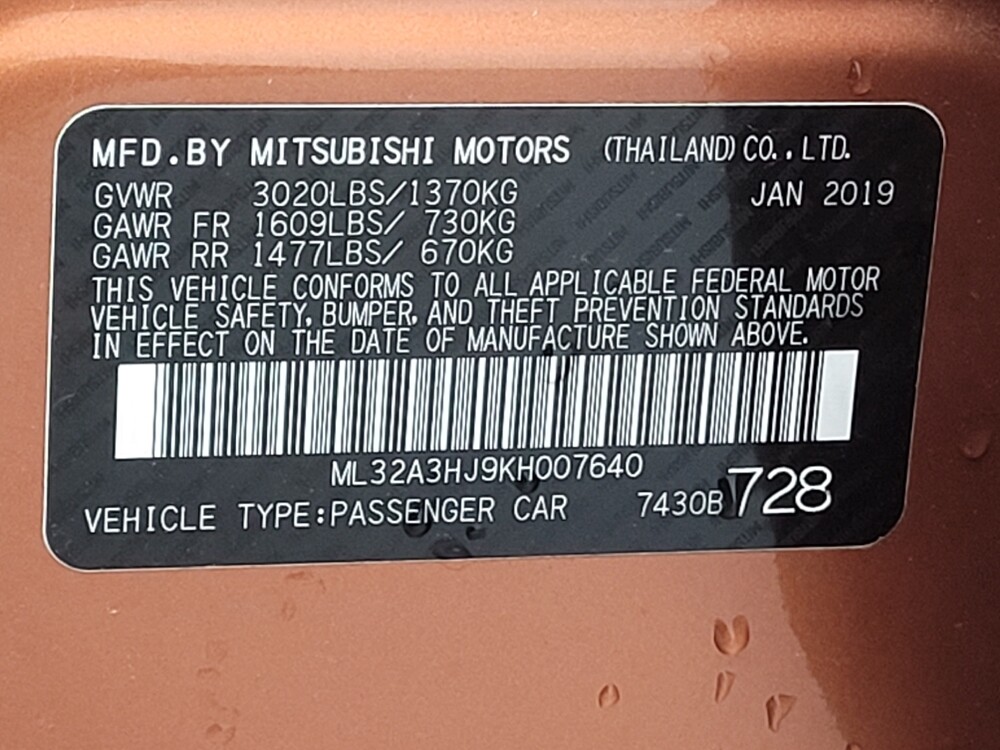 MFD.BY MITSUBISHI MOTORS (THAILAND) CO.,LTD.
GVWR 3020LBS/1370KG JAN 2019
GAWR FR 1609LBS/ 730KG
GAWR RR 1477LBS/ 670KG
THIS VEHICLE CONFORMS TO ALL APPLICABLE FEDERAL MOTOR
VEHICLE SAFETY, BUMPER, AND THEFT PREVENTION STANDARDS
IN EFFECT ON THE DATE OF MANUFACTURE SHOWN ABOVE.
ML32A3HJ9KH007640
VEHICLE TYPE:PASSENGER CAR 7430B728